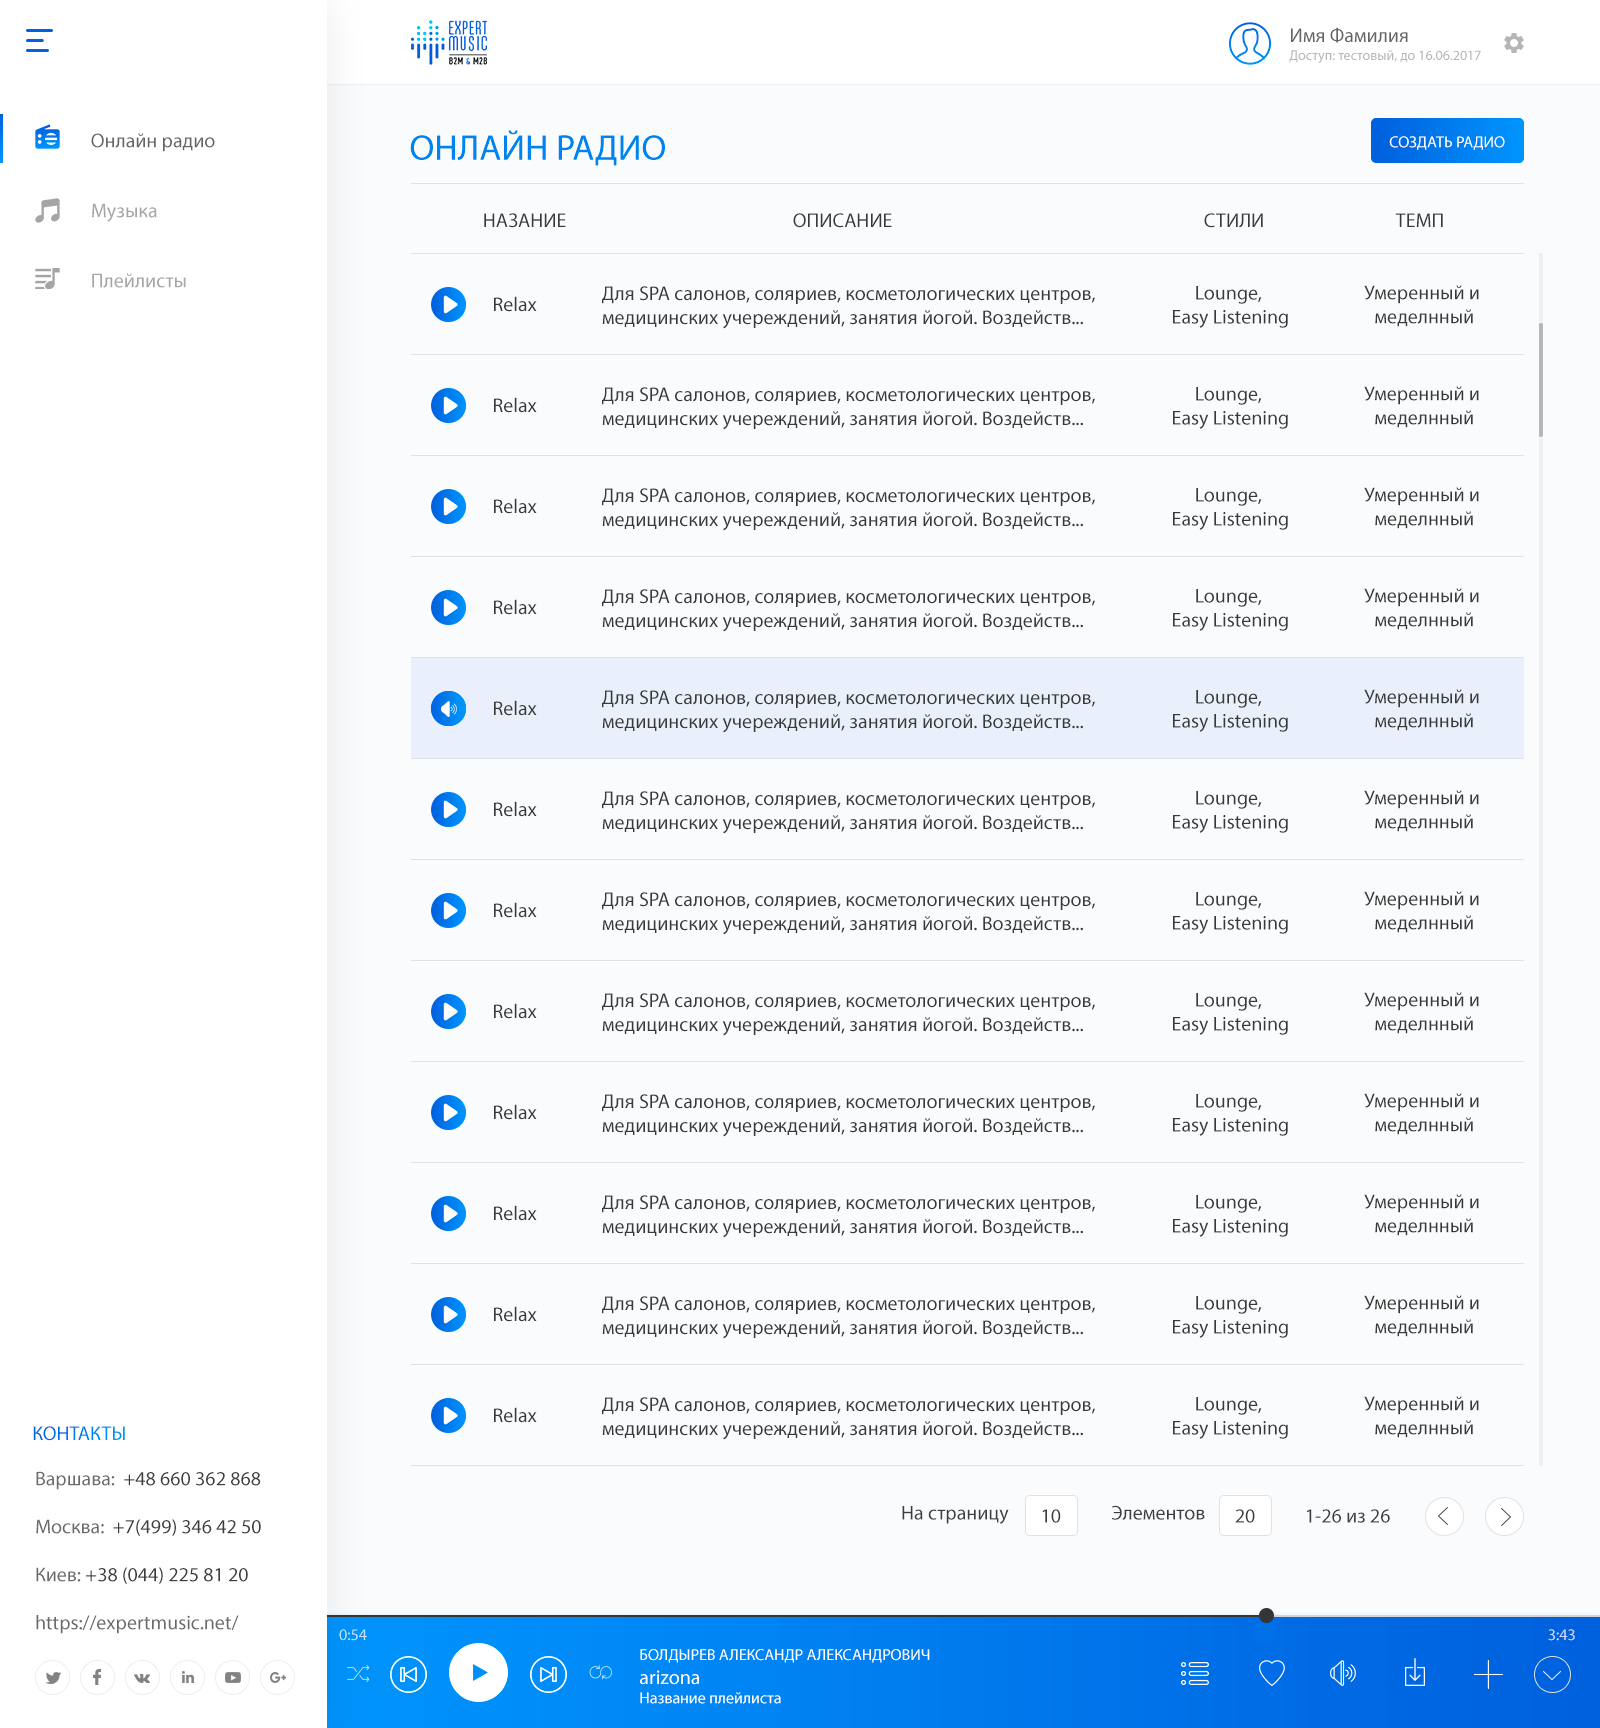 EXPERT
MUSIC
B2M & M2B
Имя Фамилия
Доступ: тестовый, до 16.06.2017
Онлайн радио
Музыка
Плейлисты
ОНЛАЙН РАДИО
СОЗДАТЬ РАДИО
НАЗАНИЕ ОПИСАНИЕ СТИЛИ ТЕМП
Relax Для SPA салонов, соляриев, косметологических центров, Lounge, Умеренный и
медицинских учереждений, занятия йогой. Воздейств... Easy Listening меделнный
Relax Для SPA салонов, соляриев, косметологических центров, Lounge, Умеренный и
медицинских учереждений, занятия йогой. Воздейств... Easy Listening меделнный
Relax Для SPA салонов, соляриев, косметологических центров, Lounge, Умеренный и
медицинских учереждений, занятия йогой. Воздейств... Easy Listening меделнный
Relax Для SPA салонов, соляриев, косметологических центров, Lounge, Умеренный и
медицинских учереждений, занятия йогой. Воздейств... Easy Listening меделнный
Relax Для SPA салонов, соляриев, косметологических центров, Lounge, Умеренный и
медицинских учереждений, занятия йогой. Воздейств... Easy Listening меделнный
Relax Для SPA салонов, соляриев, косметологических центров, Lounge, Умеренный и
медицинских учереждений, занятия йогой. Воздейств... Easy Listening меделнный
Relax Для SPA салонов, соляриев, косметологических центров, Lounge, Умеренный и
медицинских учереждений, занятия йогой. Воздейств... Easy Listening меделнный
Relax Для SPA салонов, соляриев, косметологических центров, Lounge, Умеренный и
медицинских учереждений, занятия йогой. Воздейств... Easy Listening меделнный
Relax Для SPA салонов, соляриев, косметологических центров, Lounge, Умеренный и
медицинских учереждений, занятия йогой. Воздейств... Easy Listening меделнный
Relax Для SPA салонов, соляриев, косметологических центров, Lounge, Умеренный и
медицинских учереждений, занятия йогой. Воздейств... Easy Listening меделнный
Relax Для SPA салонов, соляриев, косметологических центров, Lounge, Умеренный и
медицинских учереждений, занятия йогой. Воздейств... Easy Listening меделнный
Relax Для SPA салонов, соляриев, косметологических центров, Lounge, Умеренный и
медицинских учереждений, занятия йогой. Воздейств... Easy Listening меделнный
На страницу 10 Элементов 20 1-26 из 26
КОНТАКТЫ
Варшава: +48 660 362 868
Москва: +7(499) 346 42 50
Киев: +38 (044) 225 81 20
https://expertmusic.net/
0:54
БОЛДЫРЕВ АЛЕКСАНДР АЛЕКСАНДРОВИЧ
arizona
Название плейлиста
3:43